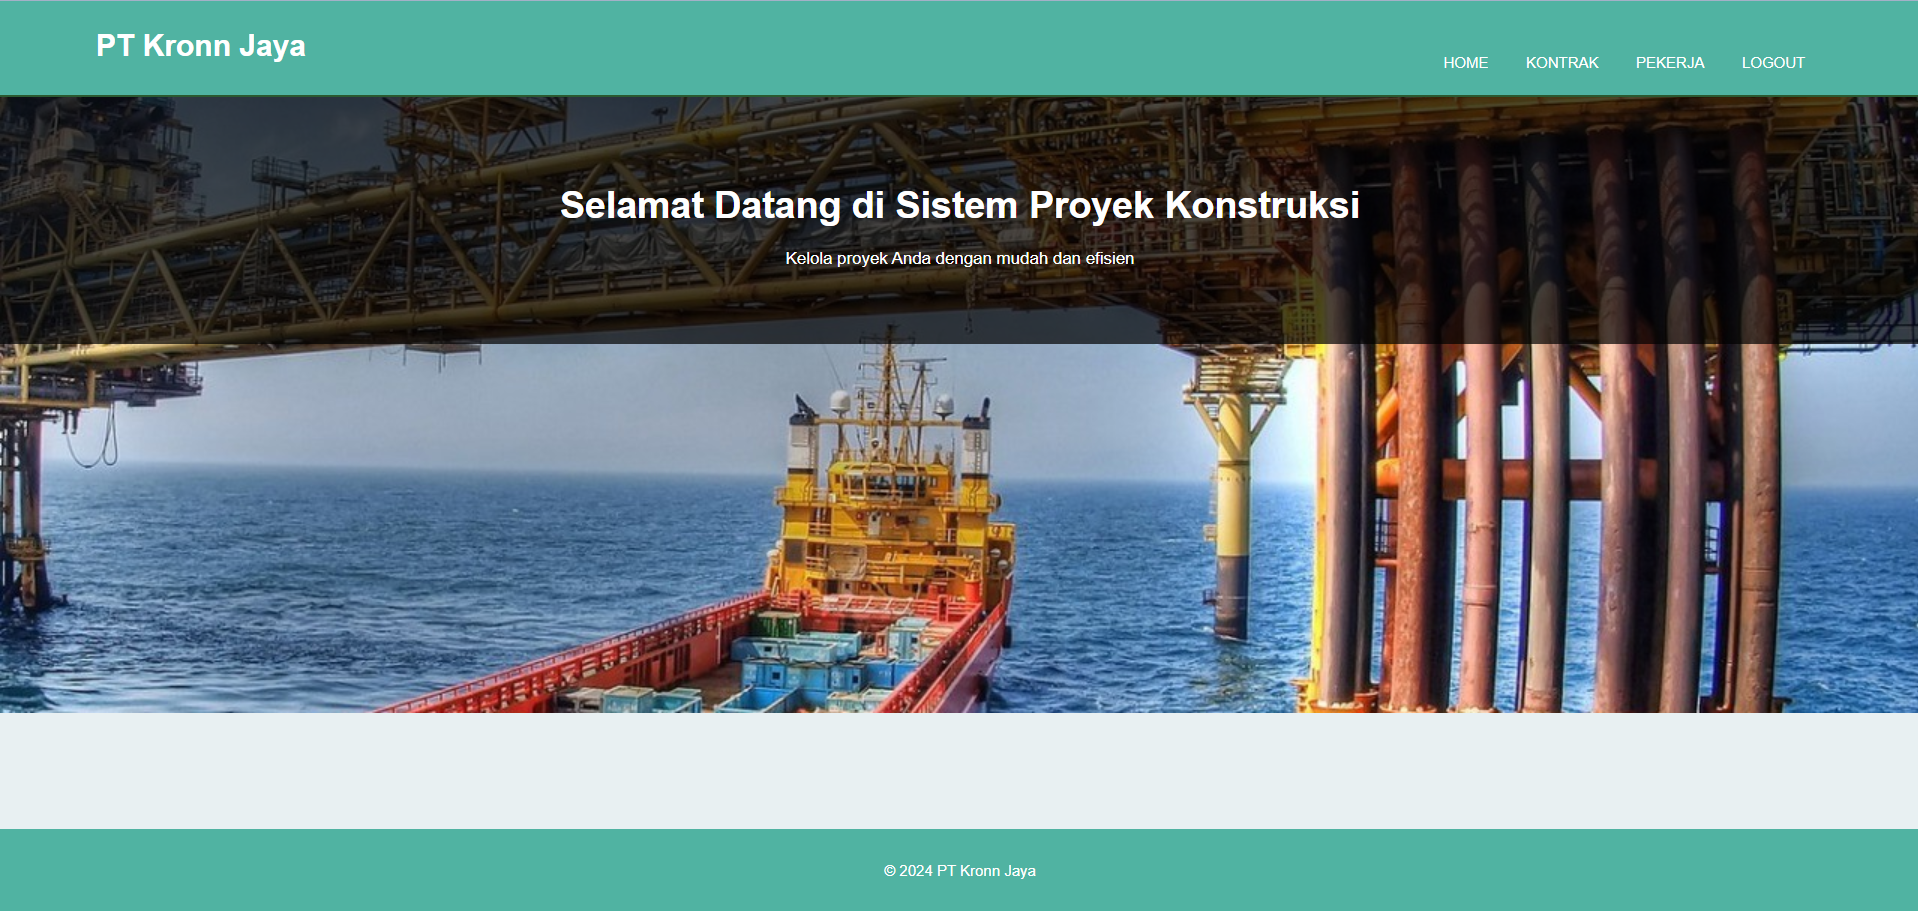 PT Kronn Jaya
HOME KONTRAK PEKERJA LOGOUT
Selamat Datang di Sistem Proyek Konstruksi
Kelola proyek Anda dengan mudah dan efisien
© 2024 PT Kronn Jaya